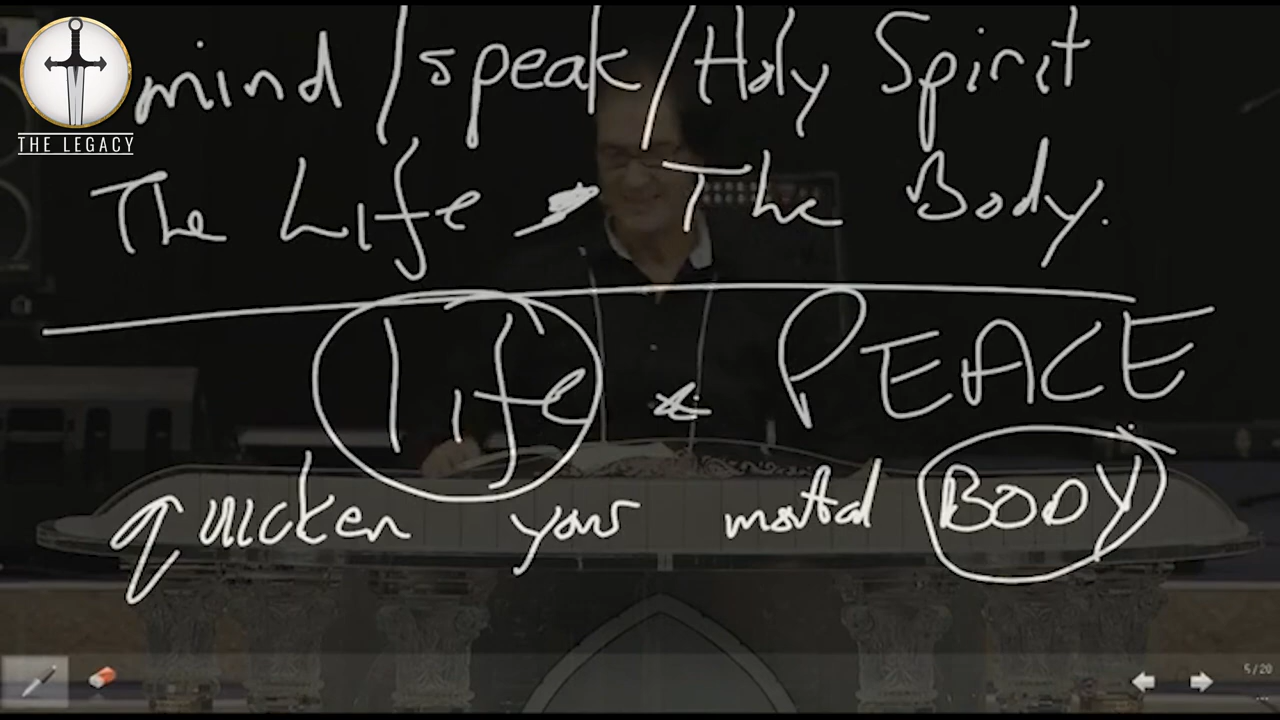 mind / speak / Holy Spirit
THE LEGACY
The Life → The Body.
Life & PEACE
quicken your mortal BODY
5/20